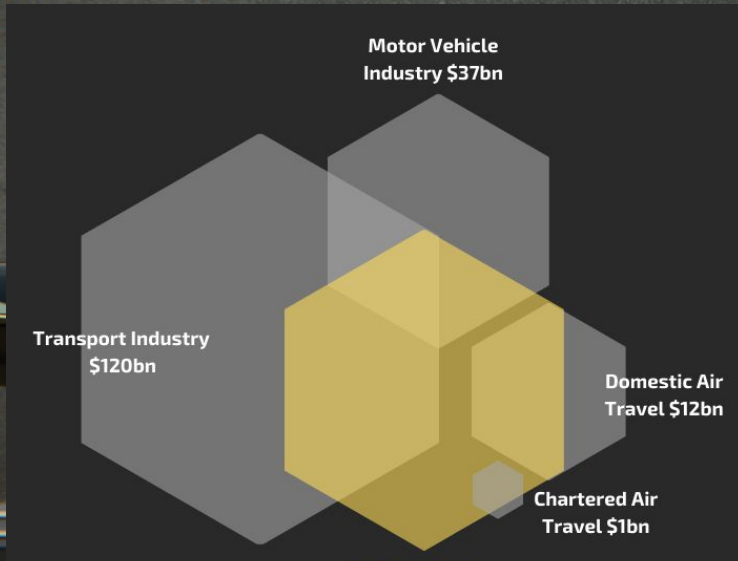 Motor Vehicle
Industry $37bn
Transport Industry
$120bn
Domestic Air
Travel $12bn
Chartered Air
Travel $1bn